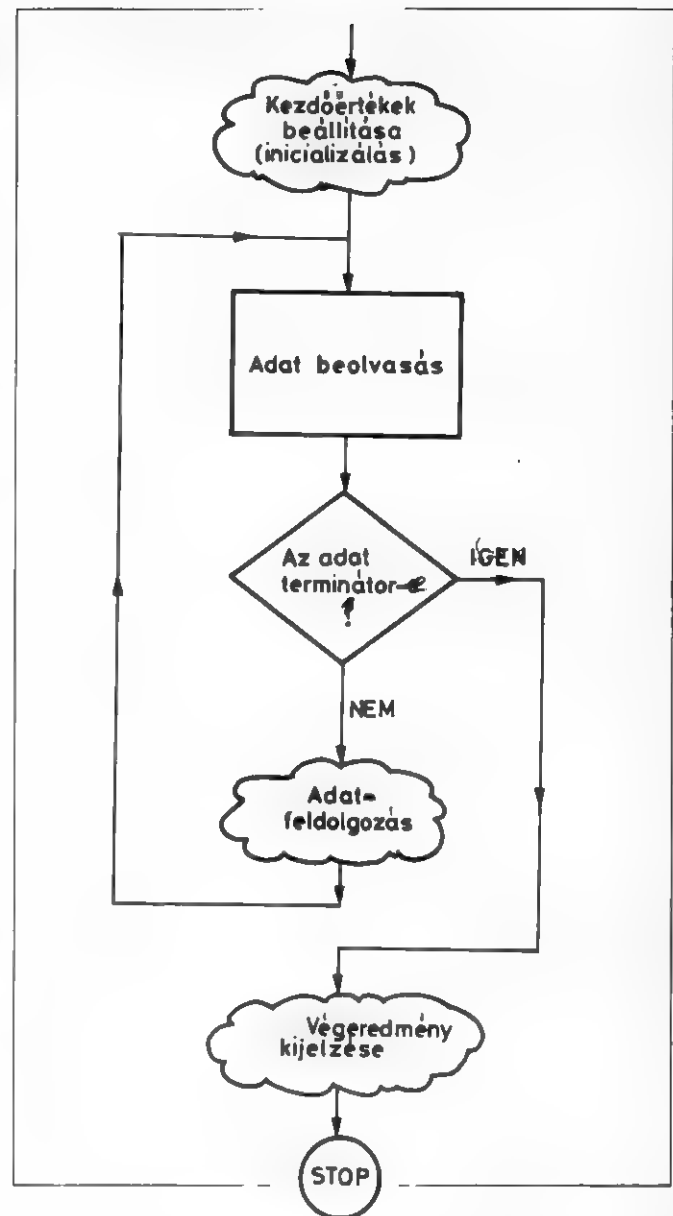 Kezdőértékek
beállítása
(inicializálás)
Adat beolvasás
Az adat
terminátor-e
?
IGEN
NEM
Adat-
feldolgozás
Végeredmény
kijelzése
STOP